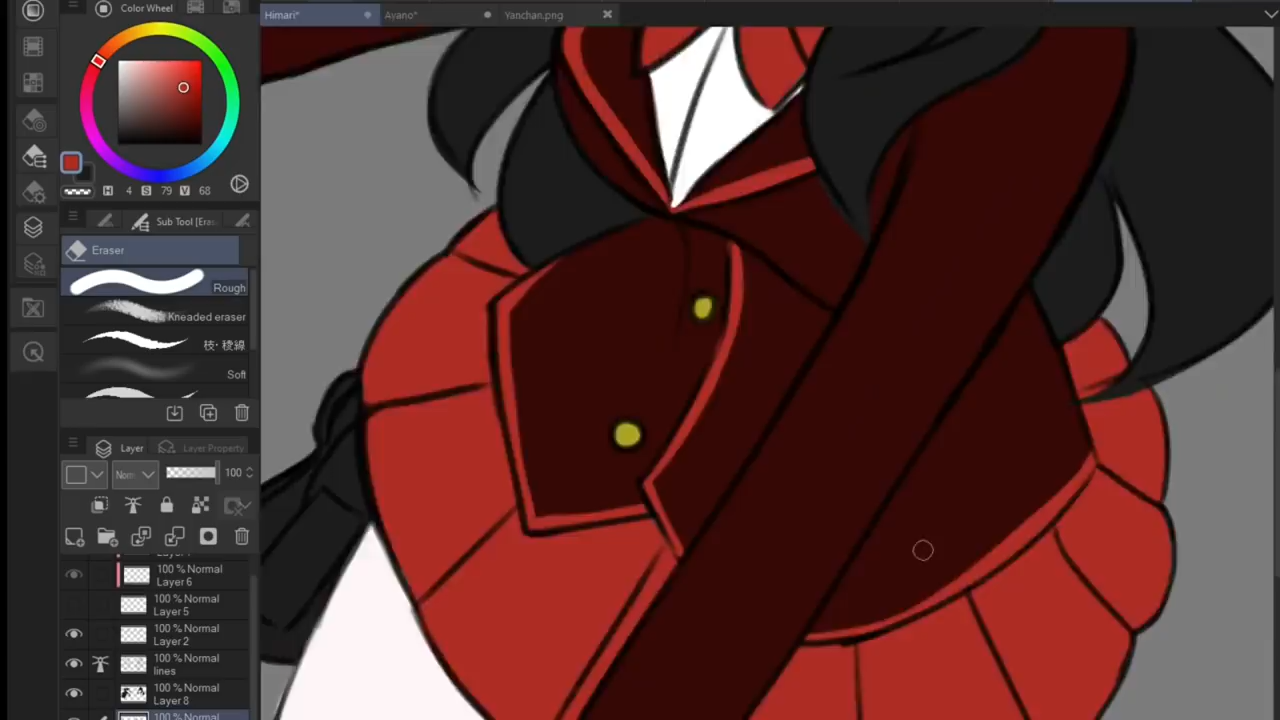 Color Wheel
Himari*
Ayano*
Yanchan.png
H 4 S 79 V 68
Sub Tool [Eras
Eraser
Rough
Kneaded eraser
枝・稜線
Soft
Layer
Layer Property
Norn
100
100 % Normal
Layer 6
100 % Normal
Layer 5
100 % Normal
Layer 2
100 % Normal
lines
100 % Normal
Layer 8
100 % Normal